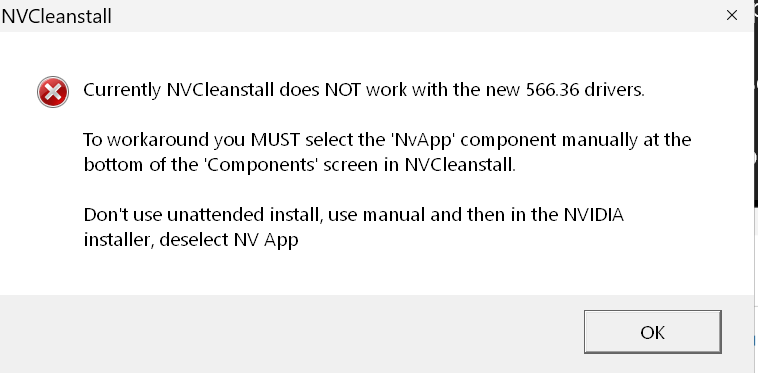 NVCleanstall
Currently NVCleanstall does NOT work with the new 566.36 drivers.
To workaround you MUST select the 'NvApp' component manually at the
bottom of the 'Components' screen in NVCleanstall.
Don't use unattended install, use manual and then in the NVIDIA
installer, deselect NV App
OK